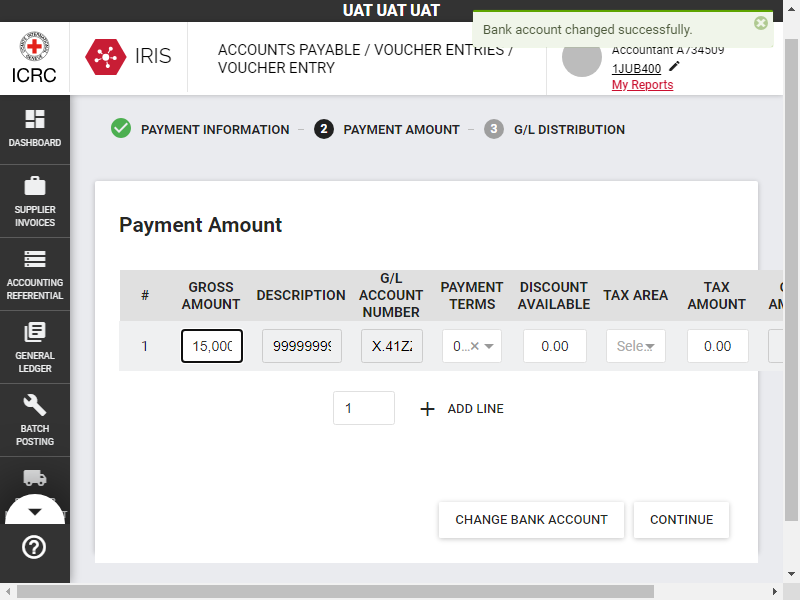 UAT UAT UAT
Bank account changed successfully.
ICRC
IRIS
ACCOUNTS PAYABLE / VOUCHER ENTRIES /
VOUCHER ENTRY
Accountant A734509
1JUB400
My Reports
DASHBOARD
SUPPLIER
INVOICES
ACCOUNTING
REFERENTIAL
GENERAL
LEDGER
BATCH
POSTING
PAYMENT INFORMATION
2 PAYMENT AMOUNT
3 G/L DISTRIBUTION
Payment Amount
# GROSS AMOUNT DESCRIPTION G/L ACCOUNT NUMBER PAYMENT TERMS DISCOUNT AVAILABLE TAX AREA TAX AMOUNT
1 15,000 99999999 X.41Z 0... 0.00 Sele... 0.00
1 ADD LINE
CHANGE BANK ACCOUNT CONTINUE